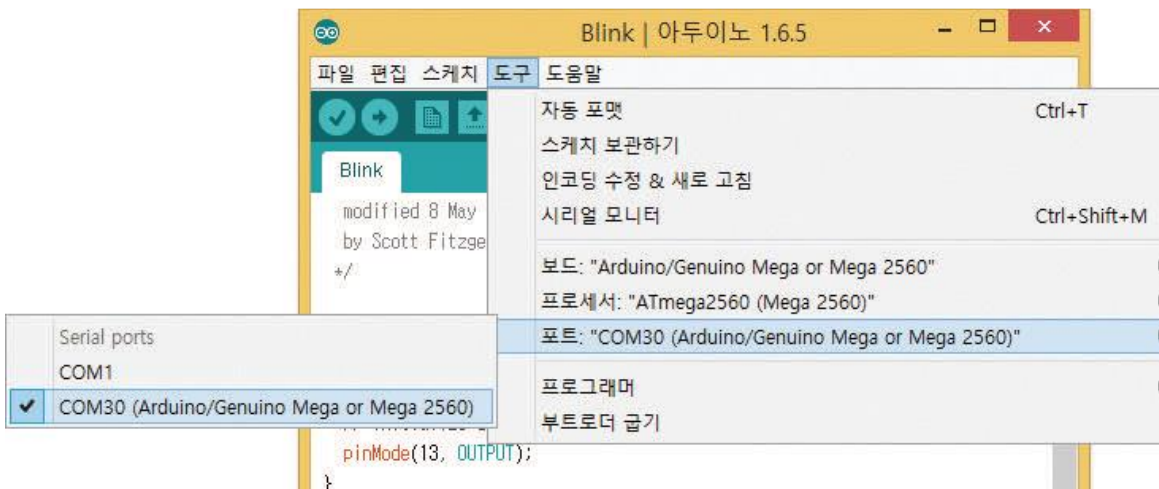 Blink | 아두이노 1.6.5
파일 편집 스케치 도구 도움말
자동 포맷 Ctrl+T
스케치 보관하기
인코딩 수정 & 새로 고침
시리얼 모니터 Ctrl+Shift+M
보드: "Arduino/Genuino Mega or Mega 2560"
프로세서: "ATmega2560 (Mega 2560)"
포트: "COM30 (Arduino/Genuino Mega or Mega 2560)"
프로그래머
부트로더 굽기
Blink
modified 8 May
by Scott Fitzge
*/
Serial ports
COM1
COM30 (Arduino/Genuino Mega or Mega 2560)
pinMode(13, OUTPUT);
}